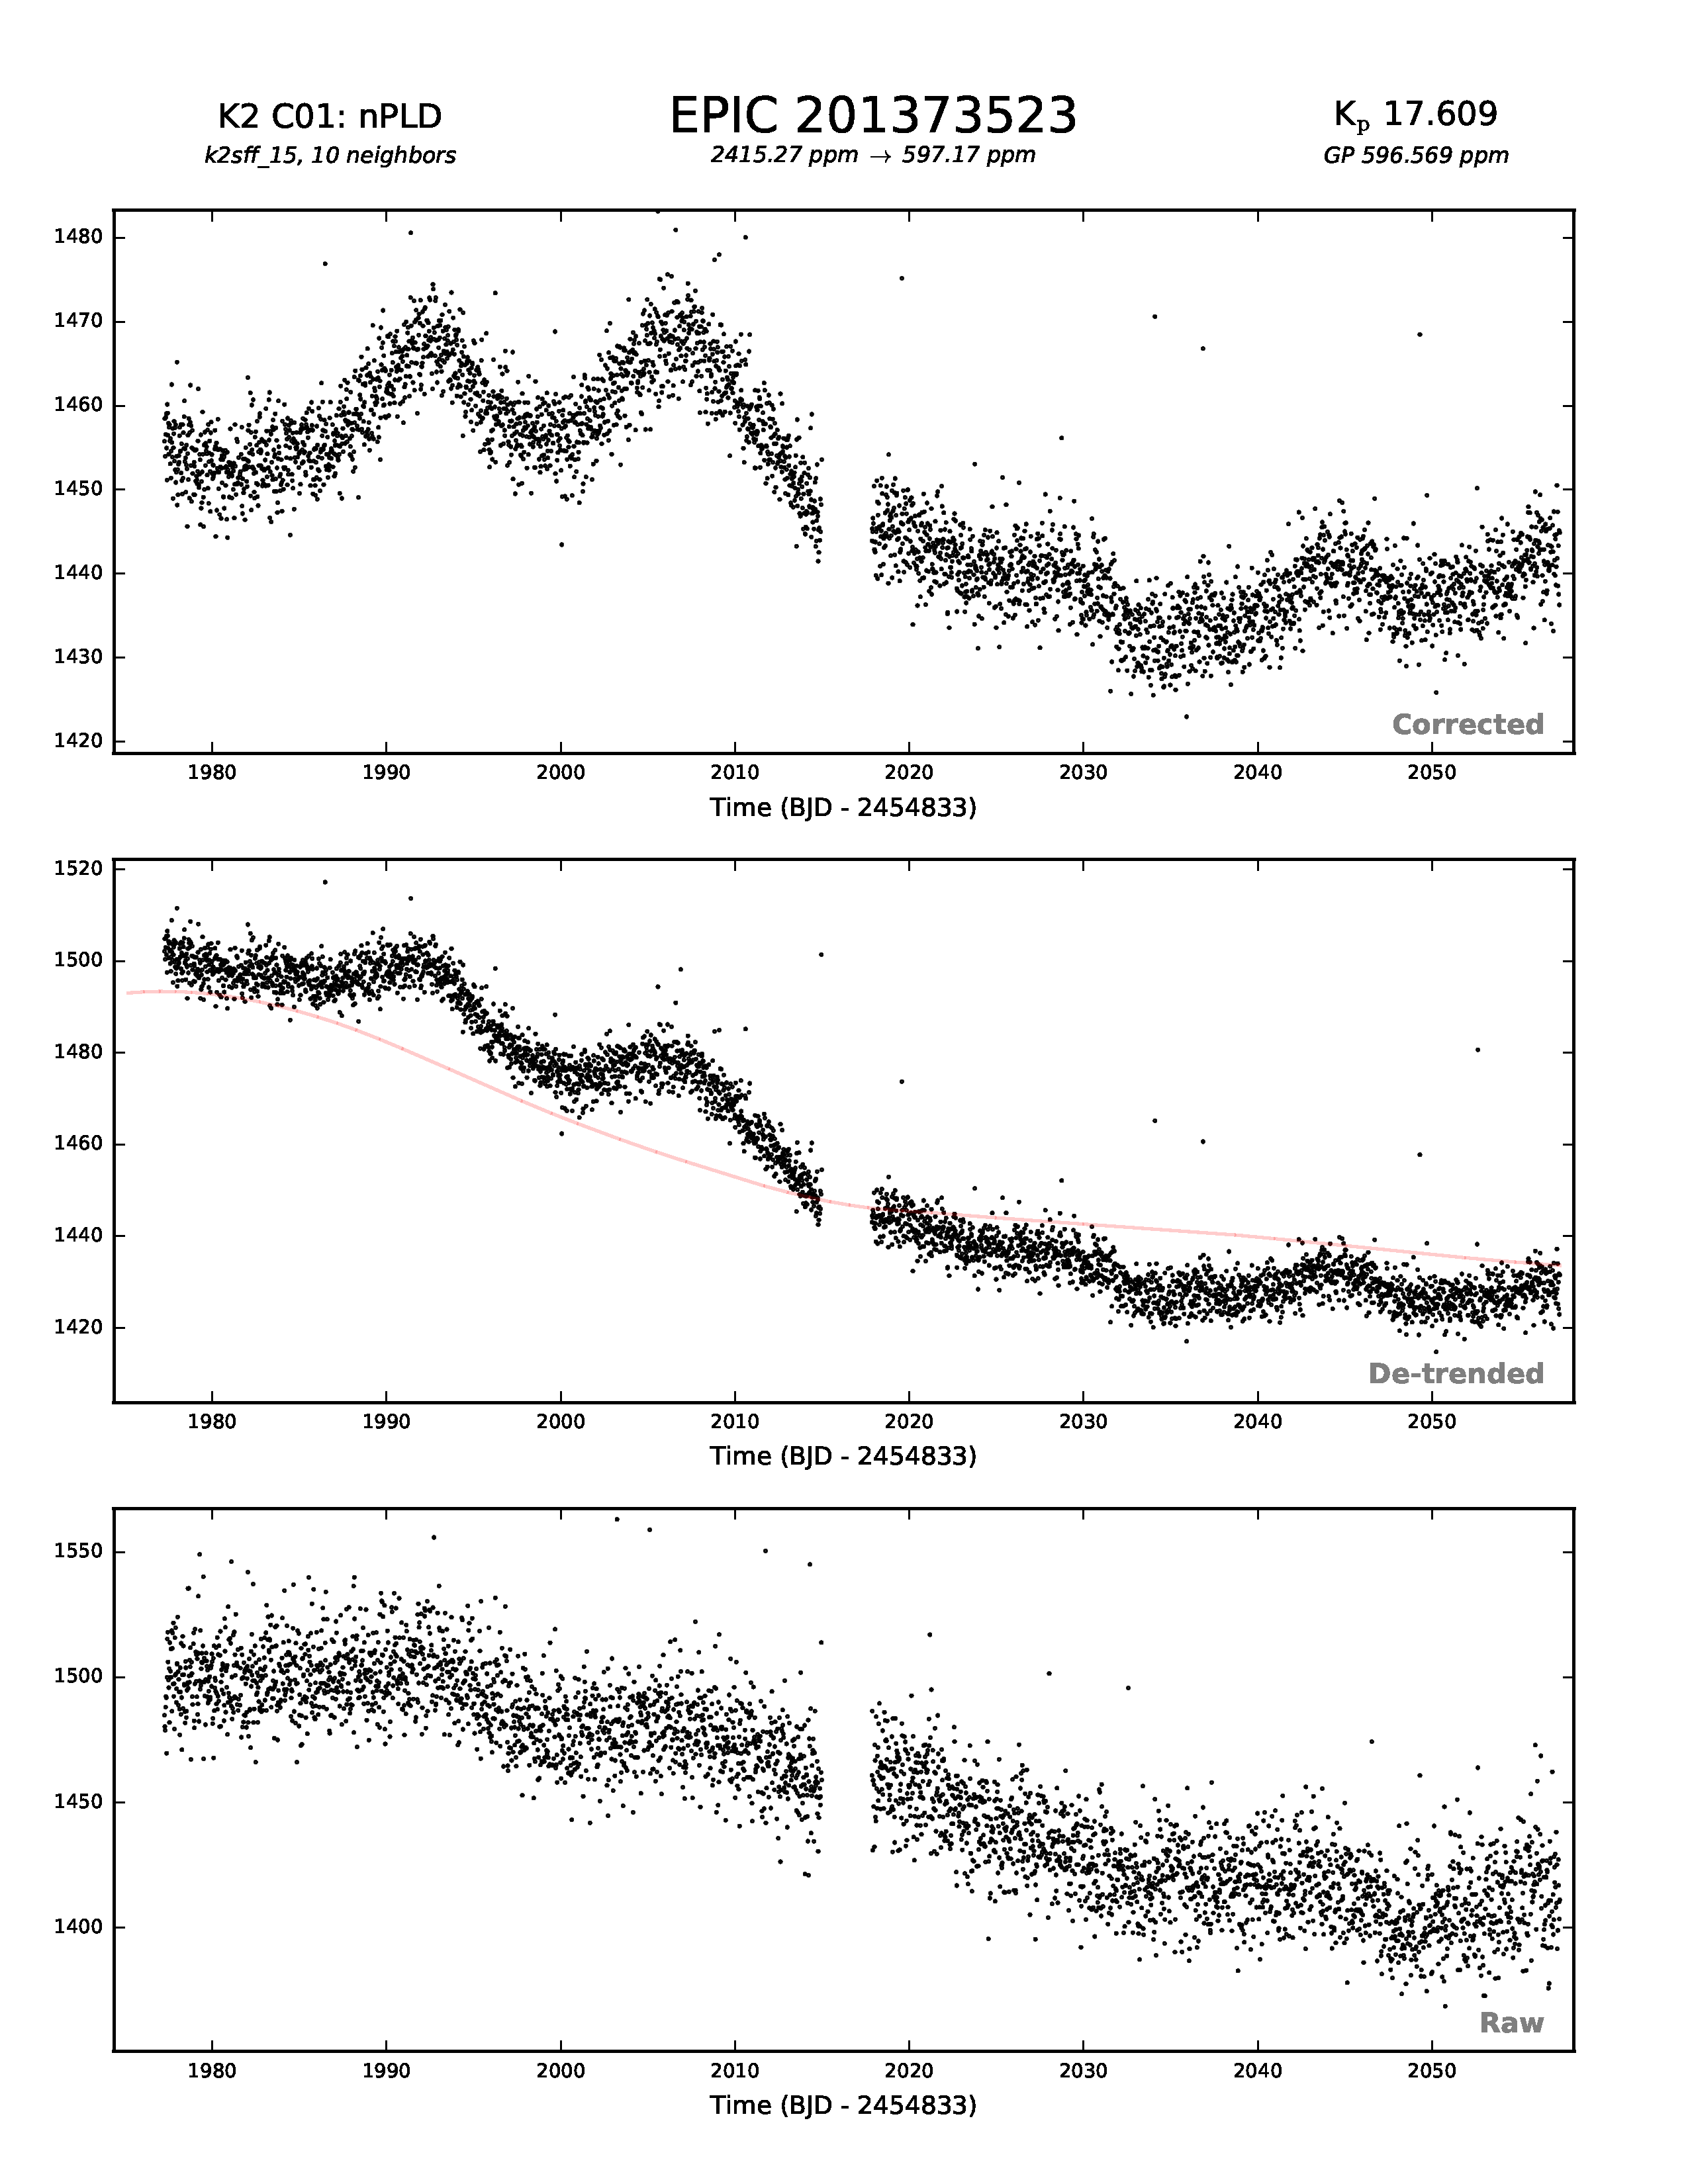 K2 C01: nPLD EPIC 201373523 Kp 17.609
k2sff_15, 10 neighbors 2415.27 ppm → 597.17 ppm GP 596.569 ppm
1480
1470
1460
1450
1440
1430
1420
Corrected
1980 1990 2000 2010 2020 2030 2040 2050
Time (BJD - 2454833)
1520
1500
1480
1460
1440
1420
De-trended
1980 1990 2000 2010 2020 2030 2040 2050
Time (BJD - 2454833)
1550
1500
1450
1400
Raw
1980 1990 2000 2010 2020 2030 2040 2050
Time (BJD - 2454833)